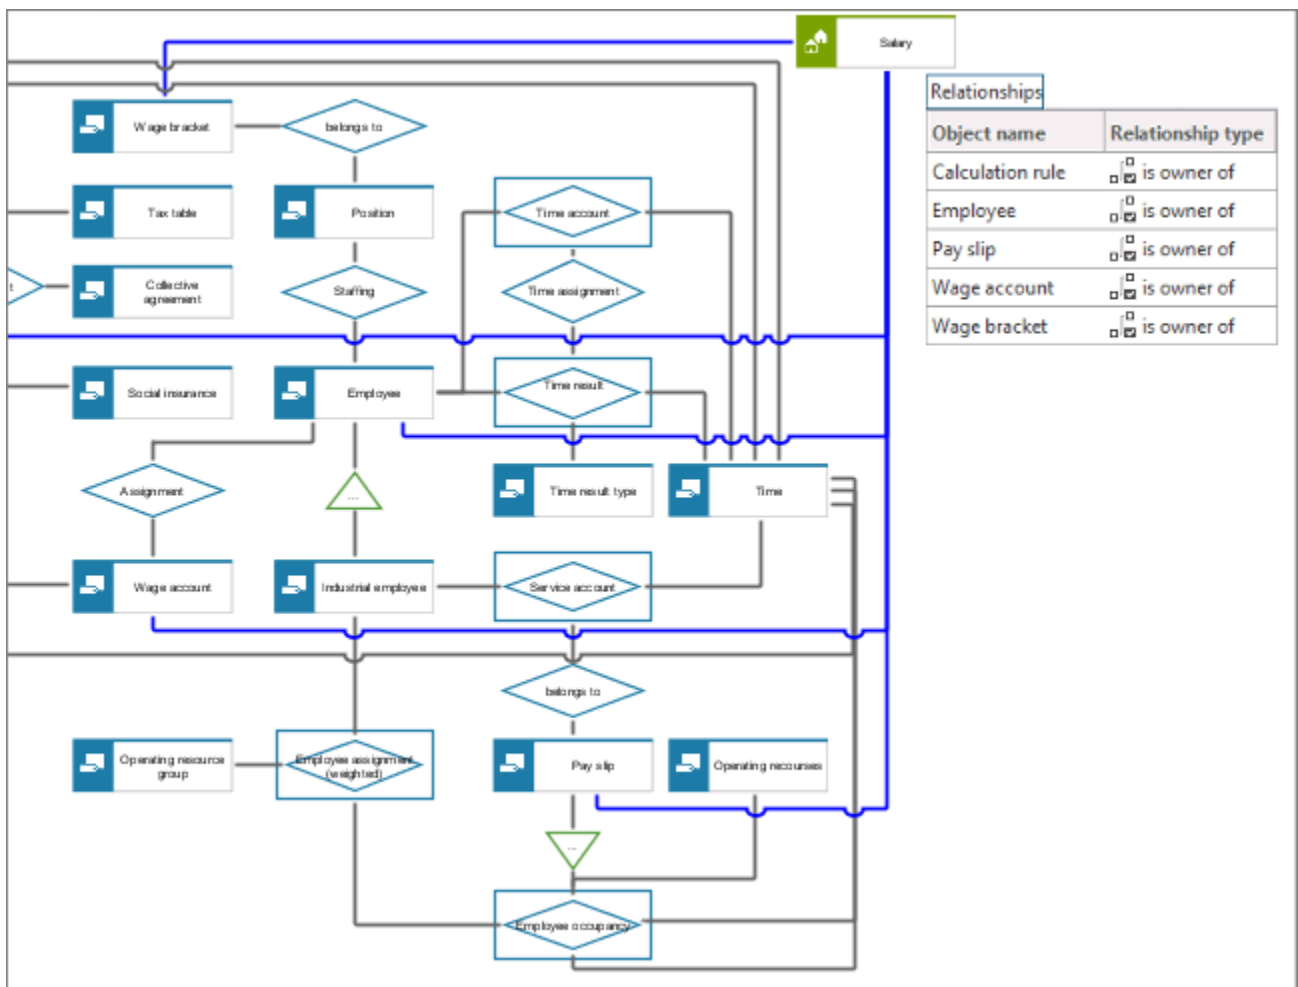 Salary
Relationships
Object name Relationship type
Calculation rule is owner of
Employee is owner of
Pay slip is owner of
Wage account is owner of
Wage bracket is owner of
Wage bracket
belongs to
Tax table
Position
Time account
t
Collective
agreement
Staffing
Time assignment
Social insurance
Employee
Time result
Assignment
...
Time result type
Time
Wage account
Industrial employee
Service account
belongs to
Operating resource
group
Employee assignment
(weighted)
Pay slip
Operating recourses
...
Employee occupancy